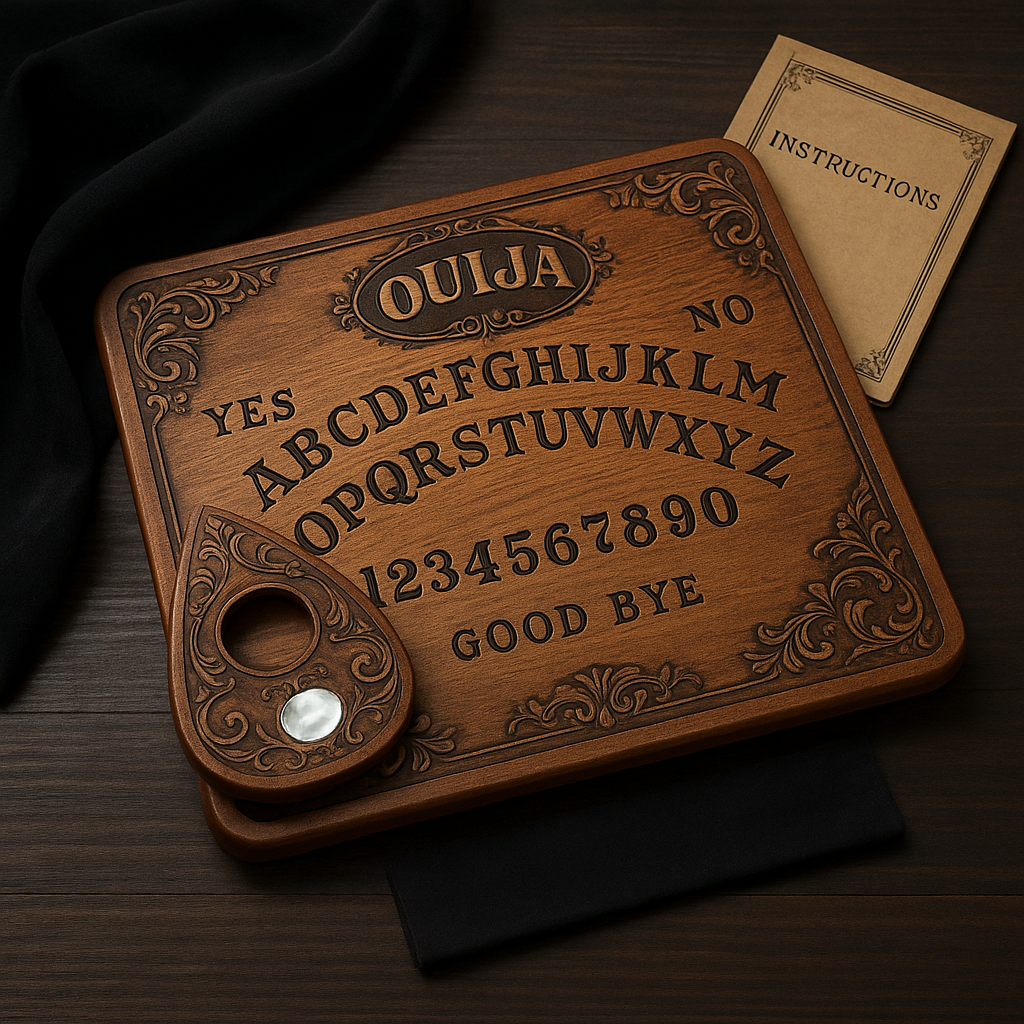 INSTRUCTIONS
OUIJA
YES NO
ABCDEFGHIJKLM
OPQRSTUVWXYZ
1234567890
GOOD BYE